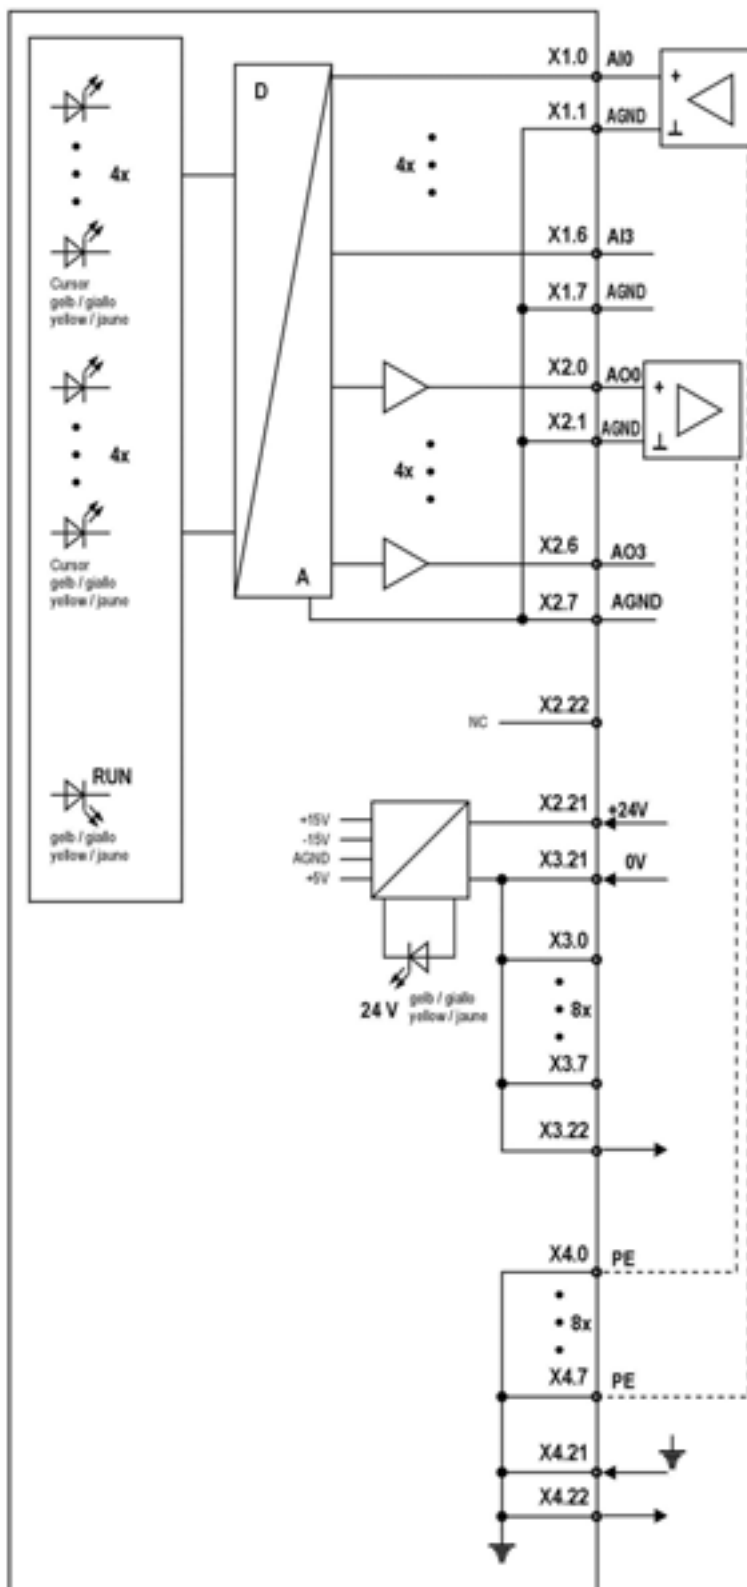 X1.0 AI0
D
+
X1.1 AGND
⊥
4x
4x
X1.6 AI3
Cursor
gelb / giallo
yellow / jaune
X1.7 AGND
X2.0 AO0
+
X2.1 AGND
⊥
4x
4x
X2.6 AO3
Cursor
gelb / giallo
yellow / jaune
A
X2.7 AGND
X2.22
NC
RUN
gelb / giallo
yellow / jaune
X2.21 +24V
+15V
-15V
AGND
+5V
X3.21 0V
X3.0
24 V
gelb / giallo
yellow / jaune
8x
X3.7
X3.22
X4.0 PE
8x
X4.7 PE
X4.21
X4.22